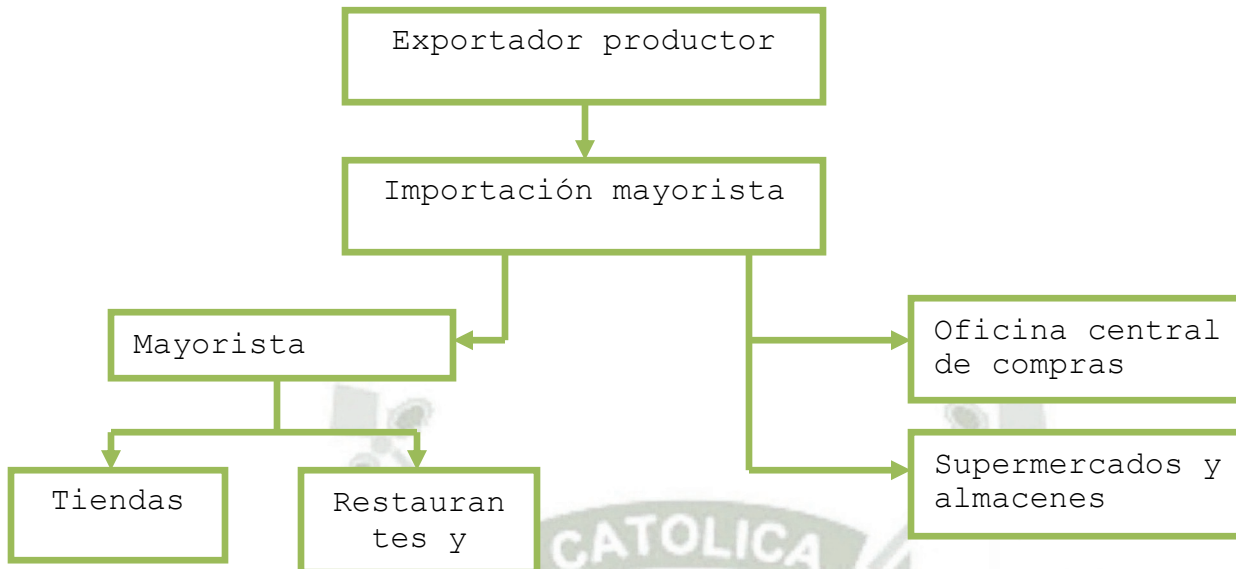 Exportador productor
Importación mayorista
Mayorista
Oficina central
de compras
Tiendas
Restauran
tes y
Supermercados y
almacenes
CATOLICA